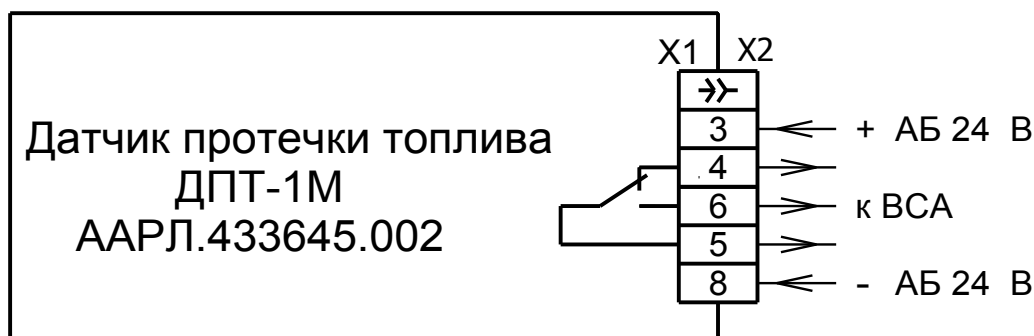 X1 X2
3 + АБ 24 В
Датчик протечки топлива
4
ДПТ-1М
6 к ВСА
ААРЛ.433645.002
5
8 - АБ 24 В